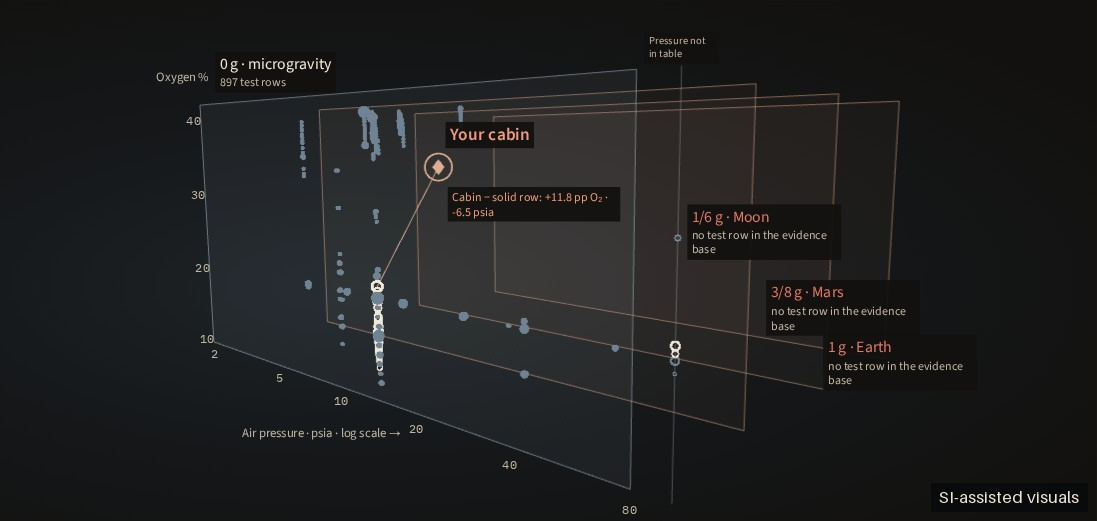 Pressure not
in table
0 g · microgravity
897 test rows
Oxygen %
40
30
20
10
Your cabin
Cabin − solid row: +11.8 pp O₂ ·
-6.5 psia
1/6 g · Moon
no test row in the evidence
base
3/8 g · Mars
no test row in the evidence
base
1 g · Earth
no test row in the evidence
base
2
5
10
20
40
80
Air pressure · psia · log scale →
SI-assisted visuals